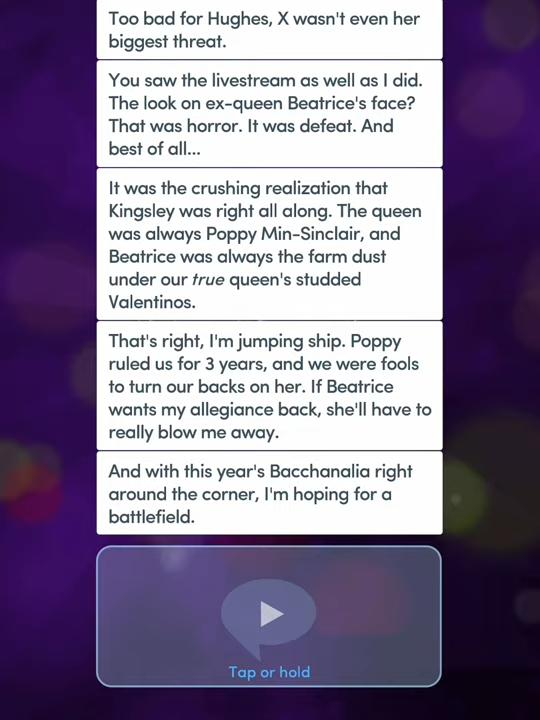 Too bad for Hughes, X wasn't even her
biggest threat.
You saw the livestream as well as I did.
The look on ex-queen Beatrice's face?
That was horror. It was defeat. And
best of all...
It was the crushing realization that
Kingsley was right all along. The queen
was always Poppy Min-Sinclair, and
Beatrice was always the farm dust
under our true queen's studded
Valentinos.
That's right, I'm jumping ship. Poppy
ruled us for 3 years, and we were fools
to turn our backs on her. If Beatrice
wants my allegiance back, she'll have to
really blow me away.
And with this year's Bacchanalia right
around the corner, I'm hoping for a
battlefield.
Tap or hold